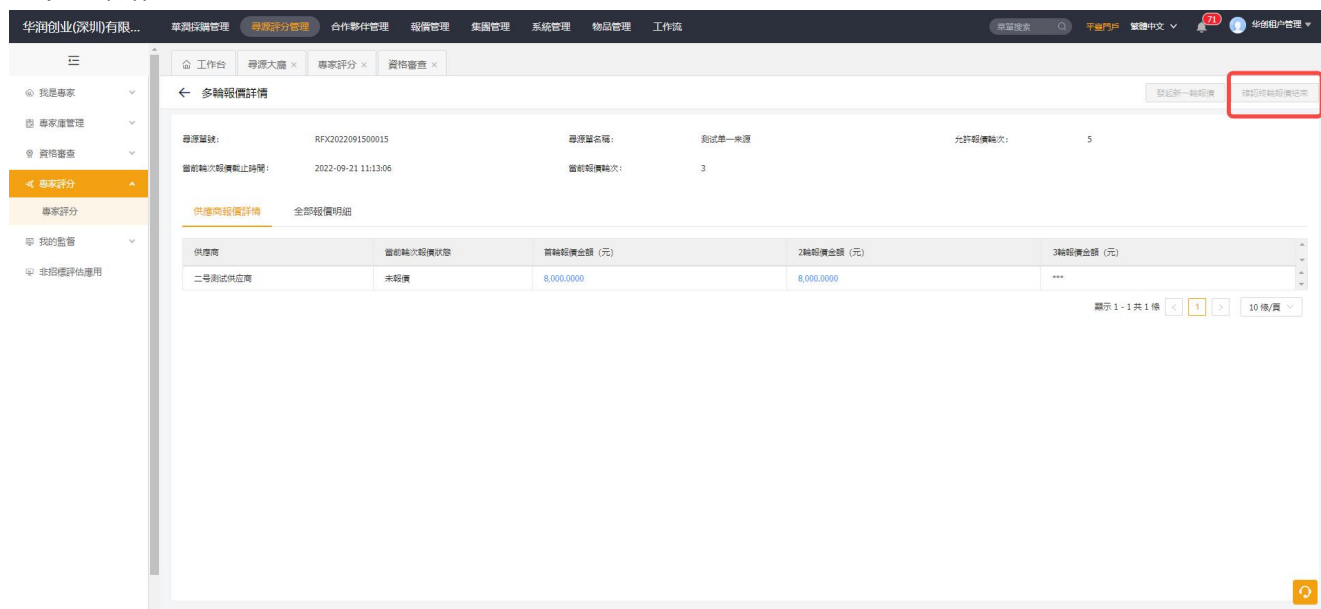 华润创业(深圳)有限...
華潤採購管理 尋源評分管理 合作夥伴管理 報價管理 集團管理 系統管理 物品管理 工作流 菜單搜索 平臺門戶 繁體中文 71 华创租户管理
工作台 尋源大廳 × 專家評分 × 資格審查 ×
我是專家
← 多輪報價詳情 發起新一輪報價 確認終輪報價結束
專家庫管理
資格審查
專家評分
專家評分
我的監督
非招標評估應用
尋源單號: RFX2022091500015 尋源單名稱: 测试单一来源 允許報價輪次: 5
當前輪次報價截止時間: 2022-09-21 11:13:06 當前報價輪次: 3
供應商報價詳情 全部報價明細
供應商 當前輪次報價狀態 首輪報價金額(元) 2輪報價金額(元) 3輪報價金額(元)
二号测试供应商 未報價 8,000.0000 8,000.0000 ***
顯示 1 - 1 共 1 條 < 1 > 10 條/頁